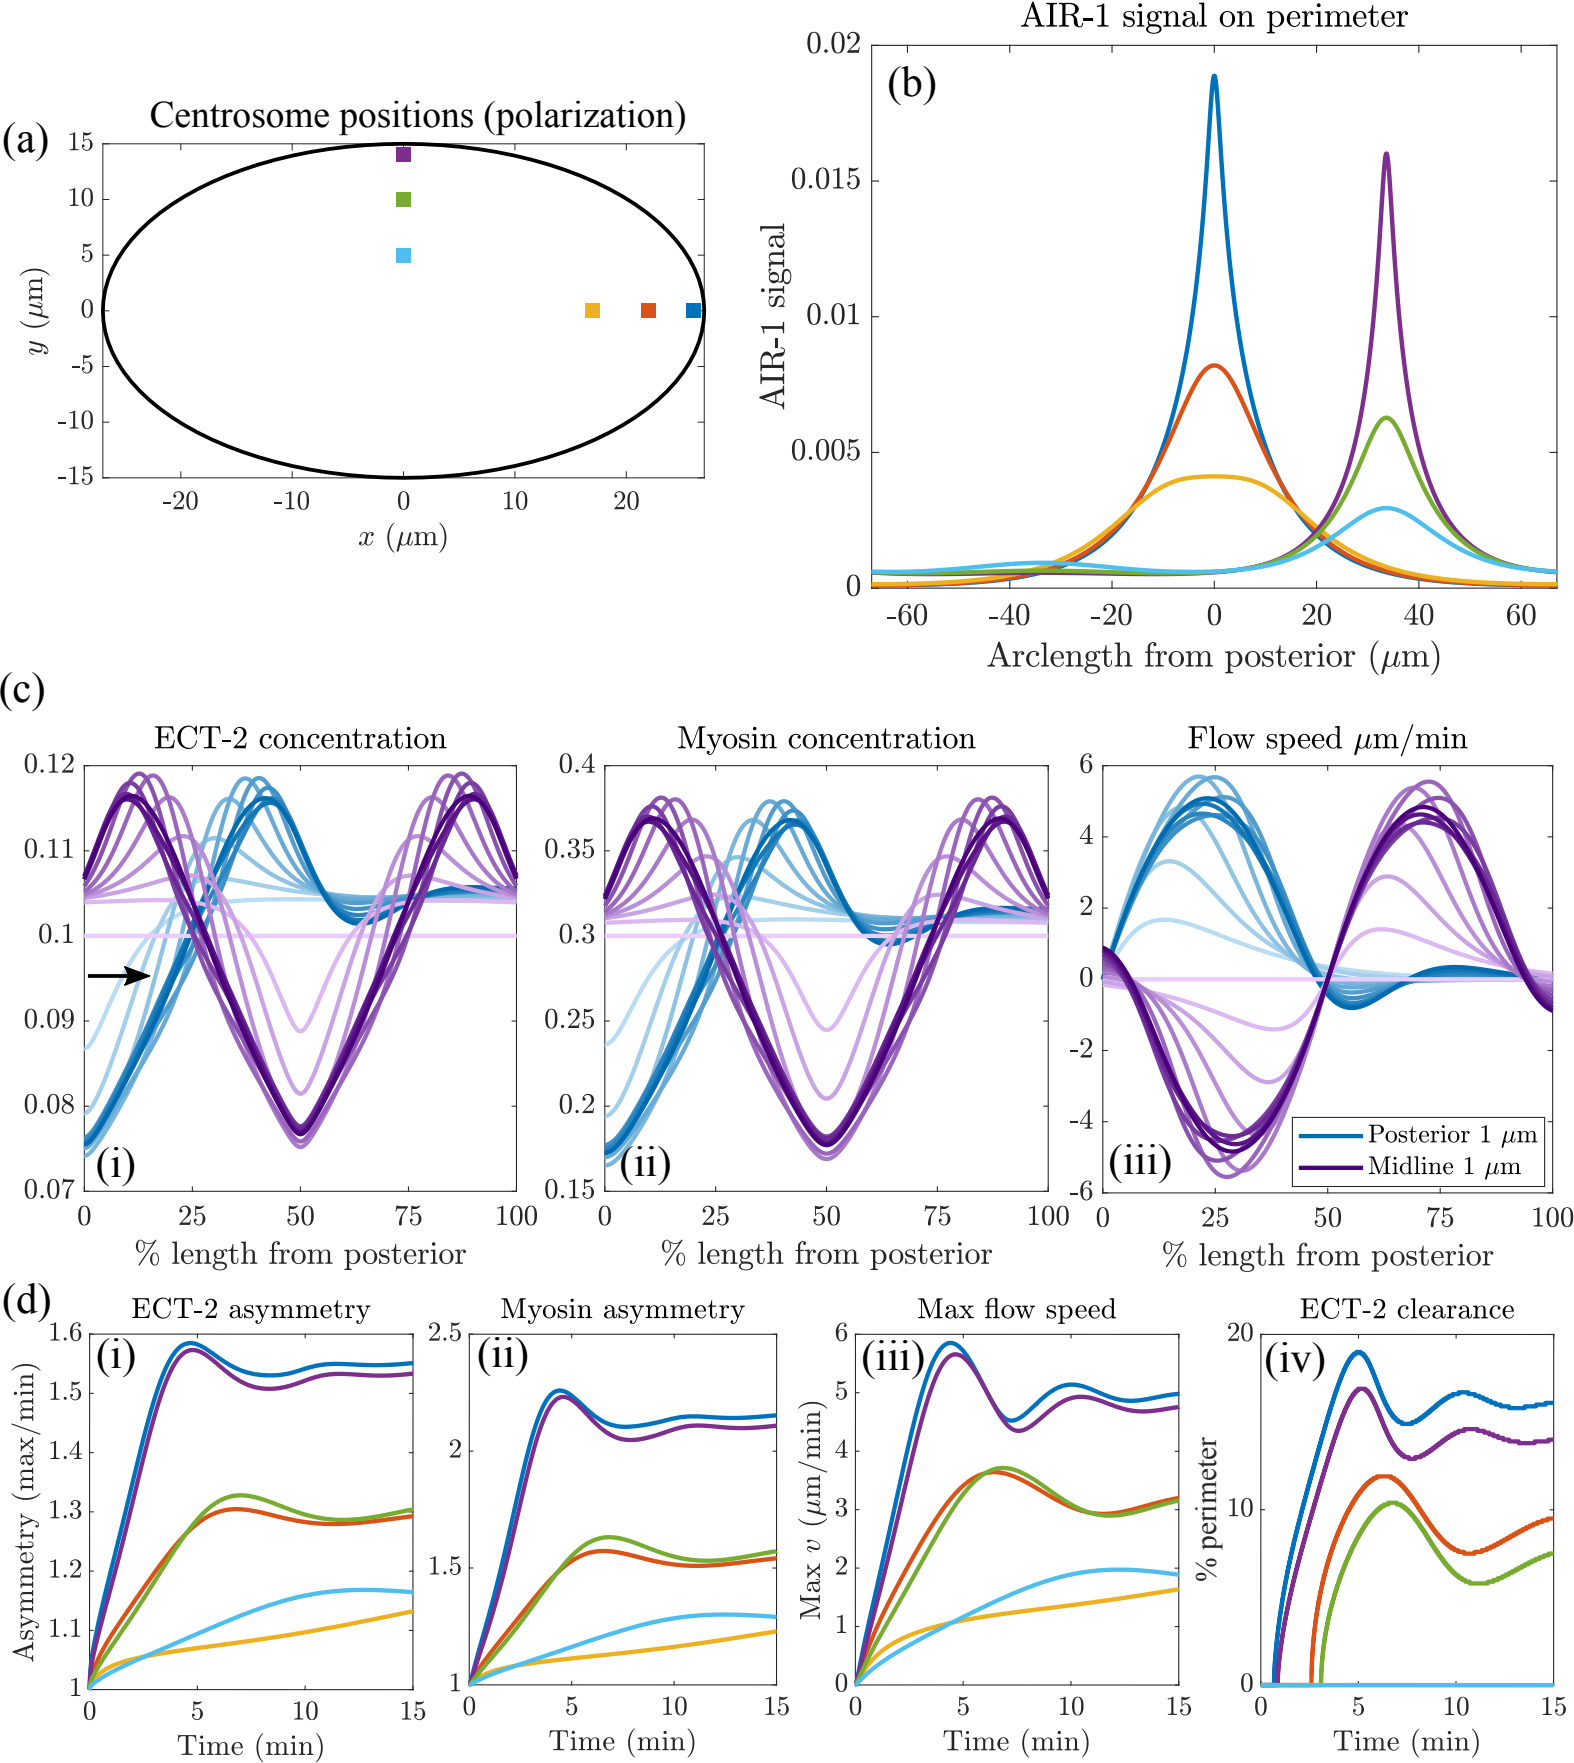 AIR-1 signal on perimeter
(b)
0.02
0.015
0.01
0.005
0
AIR-1 signal
-60 -40 -20 0 20 40 60
Arclength from posterior (μm)
(a)
Centrosome positions (polarization)
15
10
5
0
-5
-10
-15
y (μm)
-20 -10 0 10 20
x (μm)
(c)
ECT-2 concentration
0.12
0.11
0.1
0.09
0.08
0.07
(i)
0 25 50 75 100
% length from posterior
Myosin concentration
0.4
0.35
0.3
0.25
0.2
0.15
(ii)
0 25 50 75 100
% length from posterior
Flow speed μm/min
6
4
2
0
-2
-4
-6
(iii)
Posterior 1 μm
Midline 1 μm
0 25 50 75 100
% length from posterior
(d)
ECT-2 asymmetry
(i)
1.6
1.5
1.4
1.3
1.2
1.1
1
Asymmetry (max/min)
0 5 10 15
Time (min)
Myosin asymmetry
(ii)
2.5
2
1.5
1
0 5 10 15
Time (min)
Max flow speed
(iii)
6
5
4
3
2
1
0
Max v (μm/min)
0 5 10 15
Time (min)
ECT-2 clearance
(iv)
20
10
0
% perimeter
0 5 10 15
Time (min)